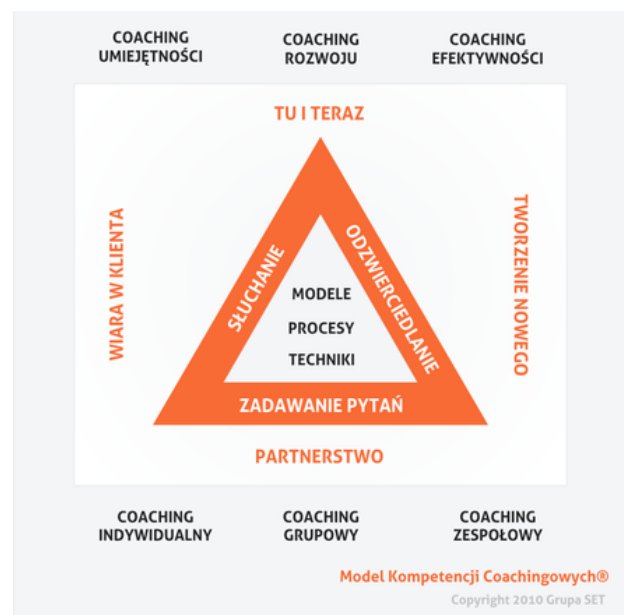 COACHING
UMIEJĘTNOŚCI
COACHING
ROZWOJU
COACHING
EFEKTYWNOŚCI
TU I TERAZ
WIARA W KLIENTA
SŁUCHANIE
ODZWIERCIEDLANIE
TWORZENIE NOWEGO
MODELE
PROCESY
TECHNIKI
ZADAWANIE PYTAŃ
PARTNERSTWO
COACHING
INDYWIDUALNY
COACHING
GRUPOWY
COACHING
ZESPOŁOWY
Model Kompetencji Coachingowych®
Copyright 2010 Grupa SET